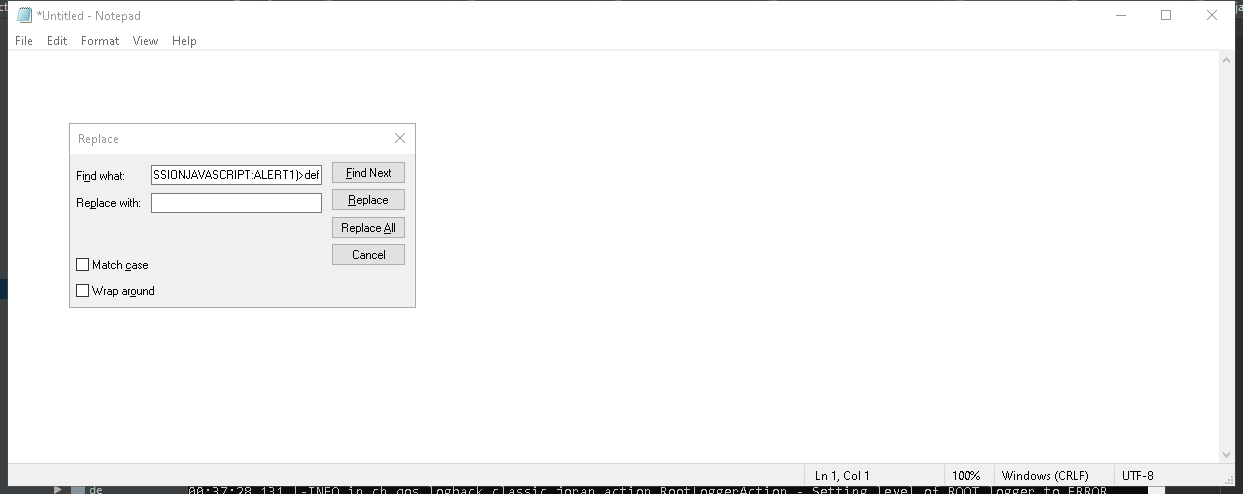 *Untitled - Notepad
File Edit Format View Help
Replace
Find what: SSIONJAVASCRIPT:ALERT1)>def Find Next
Replace with: Replace
Replace All
Cancel
Match case
Wrap around
Ln 1, Col 1 100% Windows (CRLF) UTF-8
de 00:37:28,131 |-INFO in ch.qos.logback.classic.joran.action.RootLoggerAction - Setting level of ROOT logger to ERROR